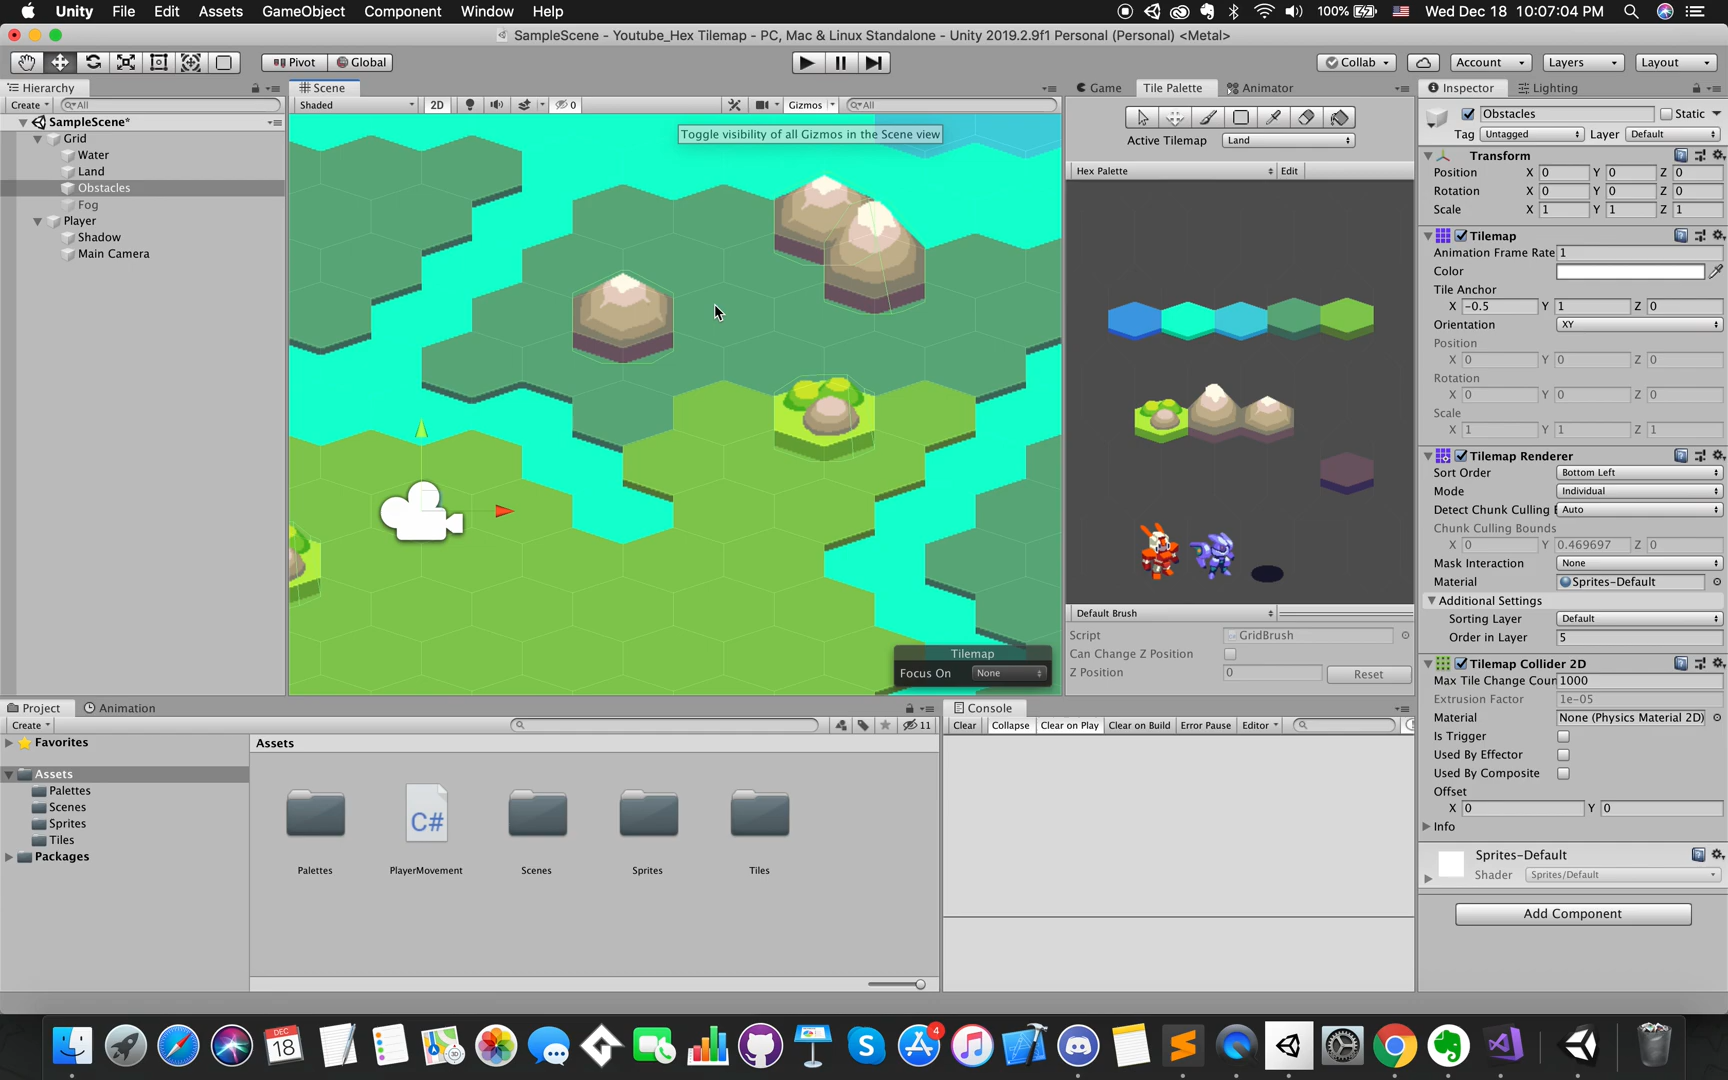 Unity File Edit Assets GameObject Component Window Help
100% Wed Dec 18 10:07:04 PM
SampleScene - Youtube_Hex Tilemap - PC, Mac & Linux Standalone - Unity 2019.2.9f1 Personal (Personal) <Metal>
Pivot Global Collab Account Layers Layout
Hierarchy Scene Game Tile Palette Animator Inspector Lighting
Create All Shaded 2D 0 Gizmos All
SampleScene*
Grid
Water
Land
Obstacles
Fog
Player
Shadow
Main Camera
Toggle visibility of all Gizmos in the Scene view
Tilemap
Focus On None
Active Tilemap Land
Hex Palette Edit
Default Brush
Script GridBrush
Can Change Z Position
Z Position 0 Reset
Obstacles Static
Tag Untagged Layer Default
Transform
Position X 0 Y 0 Z 0
Rotation X 0 Y 0 Z 0
Scale X 1 Y 1 Z 1
Tilemap
Animation Frame Rate 1
Color
Tile Anchor
X -0.5 Y 1 Z 0
Orientation XY
Position
X 0 Y 0 Z 0
Rotation
X 0 Y 0 Z 0
Scale
X 1 Y 1 Z 1
Tilemap Renderer
Sort Order Bottom Left
Mode Individual
Detect Chunk Culling Auto
Chunk Culling Bounds
X 0 Y 0.469697 Z 0
Mask Interaction None
Material Sprites-Default
Additional Settings
Sorting Layer Default
Order in Layer 5
Tilemap Collider 2D
Max Tile Change Cour 1000
Extrusion Factor 1e-05
Material None (Physics Material 2D)
Is Trigger
Used By Effector
Used By Composite
Offset
X 0 Y 0
Info
Sprites-Default
Shader Sprites/Default
Add Component
Project Animation
Create 11
Favorites
Assets
Palettes
Scenes
Sprites
Tiles
Packages
Assets
C#
Palettes PlayerMovement Scenes Sprites Tiles
Console
Clear Collapse Clear on Play Clear on Build Error Pause Editor
DEC
18
4